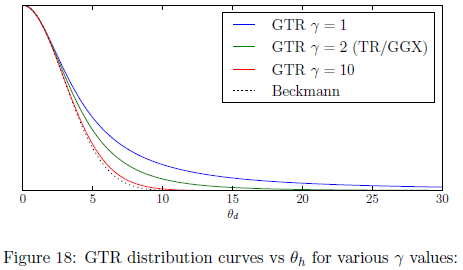 GTR γ = 1
GTR γ = 2 (TR/GGX)
GTR γ = 10
Beckmann
0 5 10 15 20 25 30
θd
Figure 18: GTR distribution curves vs θh for various γ values: